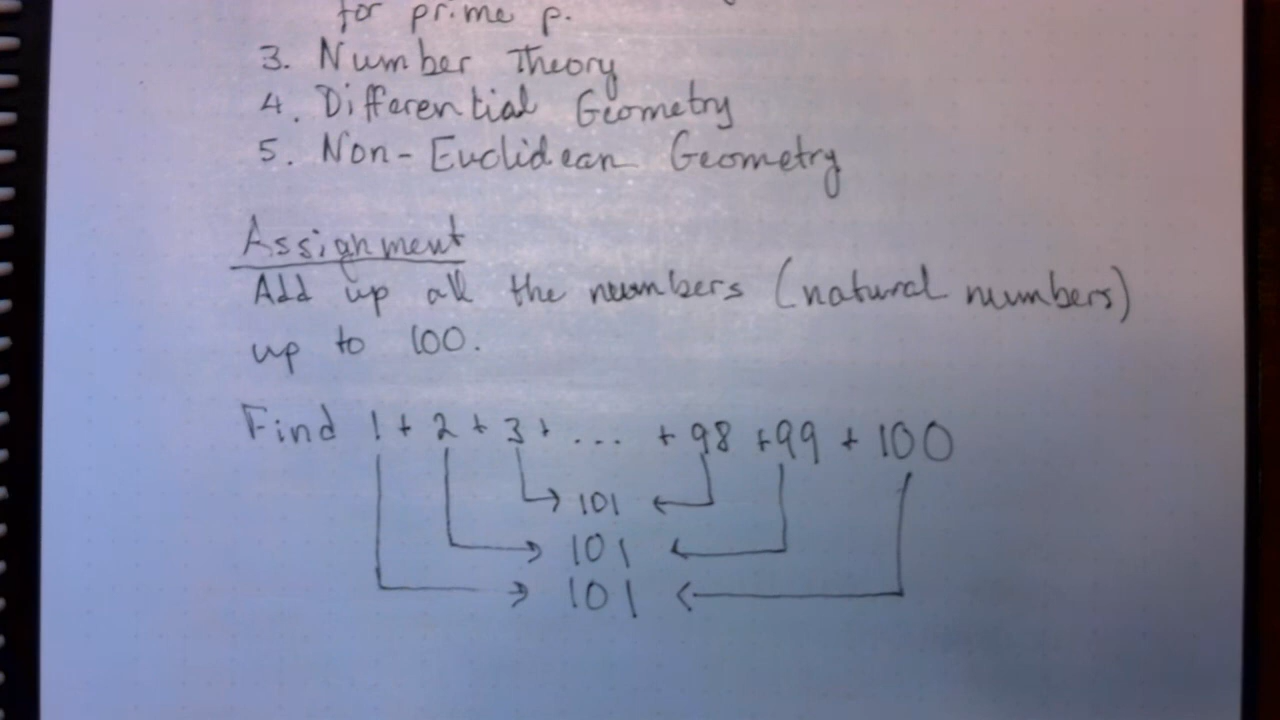 for prime p.
3. Number Theory
4. Differential Geometry
5. Non-Euclidean Geometry
Assignment
Add up all the numbers (natural numbers)
up to 100.
Find 1 + 2 + 3 + ... + 98 + 99 + 100
→ 101 ←
→ 101 ←
→ 101 ←